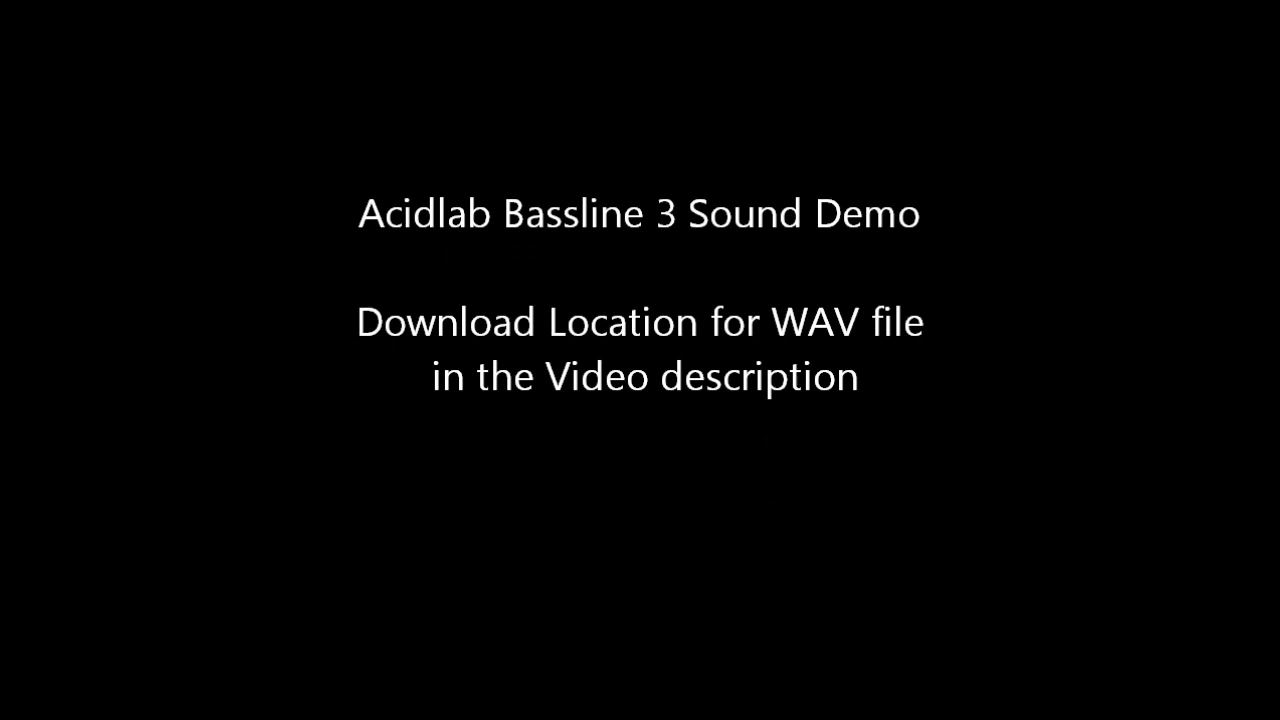 Acidlab Bassline 3 Sound Demo
Download Location for WAV file
in the Video description